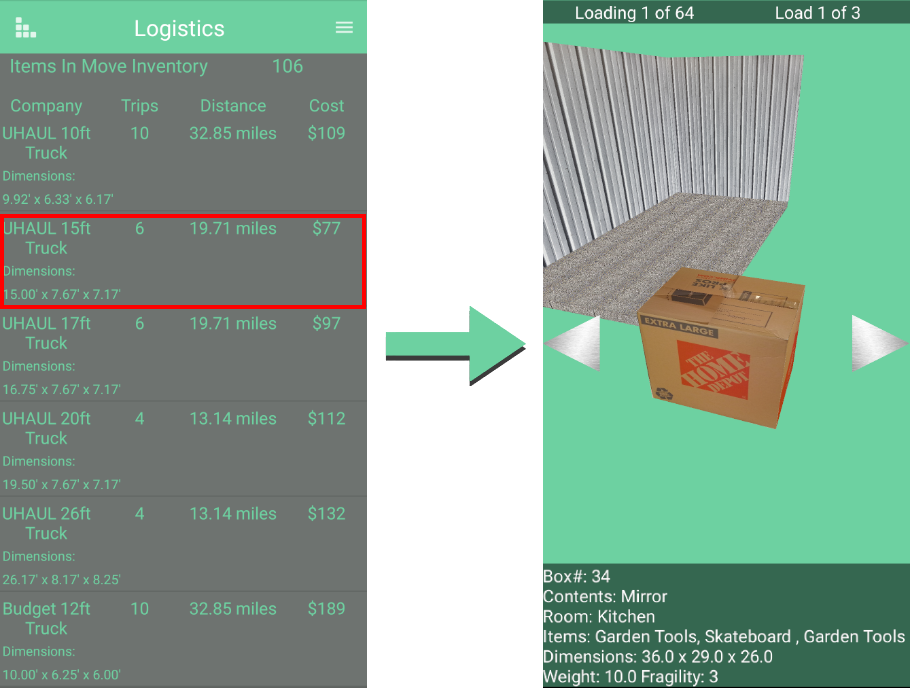 Logistics
Items In Move Inventory 106
Company Trips Distance Cost
UHAUL 10ft Truck 10 32.85 miles $109
Dimensions:
9.92' x 6.33' x 6.17'
UHAUL 15ft Truck 6 19.71 miles $77
Dimensions:
15.00' x 7.67' x 7.17'
UHAUL 17ft Truck 6 19.71 miles $97
Dimensions:
16.75' x 7.67' x 7.17'
UHAUL 20ft Truck 4 13.14 miles $112
Dimensions:
19.50' x 7.67' x 7.17'
UHAUL 26ft Truck 4 13.14 miles $132
Dimensions:
26.17' x 8.17' x 8.25'
Budget 12ft Truck 10 32.85 miles $189
Dimensions:
10.00' x 6.25' x 6.00'
Loading 1 of 64 Load 1 of 3
EXTRA LARGE
THE
HOME
DEPOT
Box#: 34
Contents: Mirror
Room: Kitchen
Items: Garden Tools, Skateboard , Garden Tools
Dimensions: 36.0 x 29.0 x 26.0
Weight: 10.0 Fragility: 3